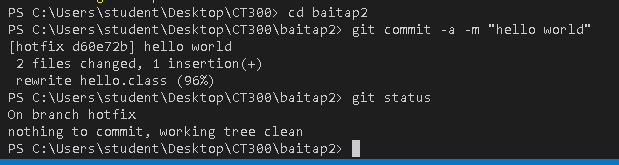 PS C:\Users\student\Desktop\CT300> cd baitap2
PS C:\Users\student\Desktop\CT300\baitap2> git commit -a -m "hello world"
[hotfix d60e72b] hello world
 2 files changed, 1 insertion(+)
 rewrite hello.class (96%)
PS C:\Users\student\Desktop\CT300\baitap2> git status
On branch hotfix
nothing to commit, working tree clean
PS C:\Users\student\Desktop\CT300\baitap2>